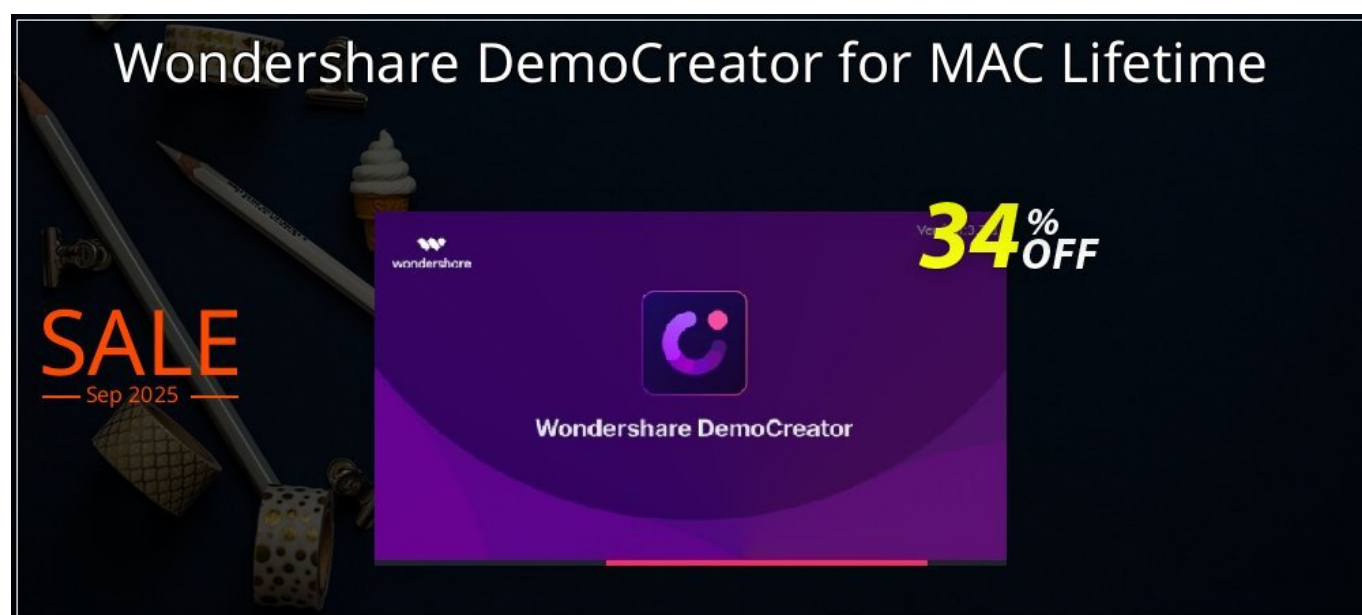 Wondershare DemoCreator for MAC Lifetime
34% OFF
wondershare
SALE
Sep 2025
Wondershare DemoCreator